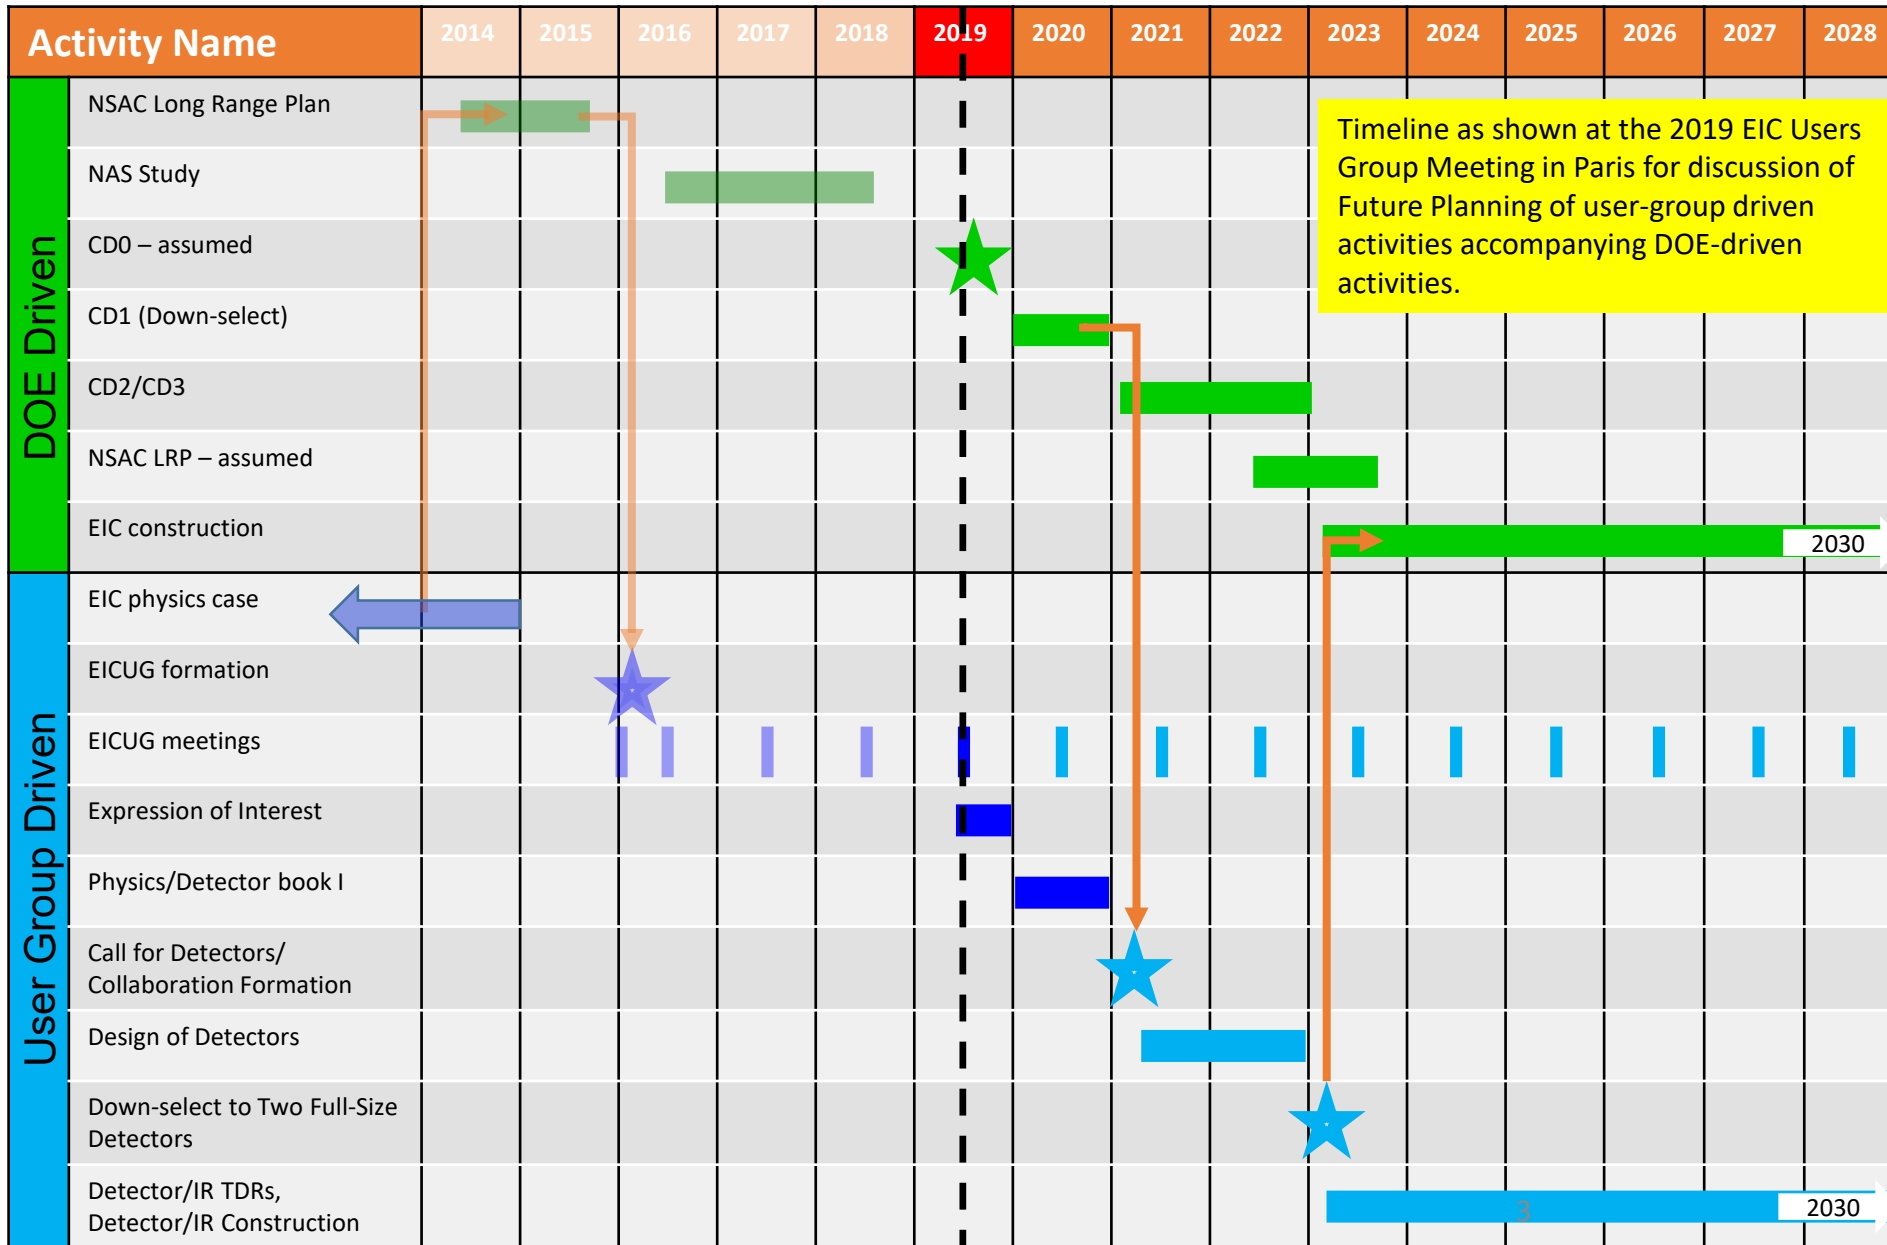 Activity Name 2014 2015 2016 2017 2018 2019 2020 2021 2022 2023 2024 2025 2026 2027 2028
DOE Driven
NSAC Long Range Plan
Timeline as shown at the 2019 EIC Users
Group Meeting in Paris for discussion of
Future Planning of user-group driven
activities accompanying DOE-driven
activities.
NAS Study
CD0 – assumed
CD1 (Down-select)
CD2/CD3
NSAC LRP – assumed
EIC construction
2030
User Group Driven
EIC physics case
EICUG formation
EICUG meetings
Expression of Interest
Physics/Detector book I
Call for Detectors/
Collaboration Formation
Design of Detectors
Down-select to Two Full-Size
Detectors
Detector/IR TDRs,
Detector/IR Construction
3
2030